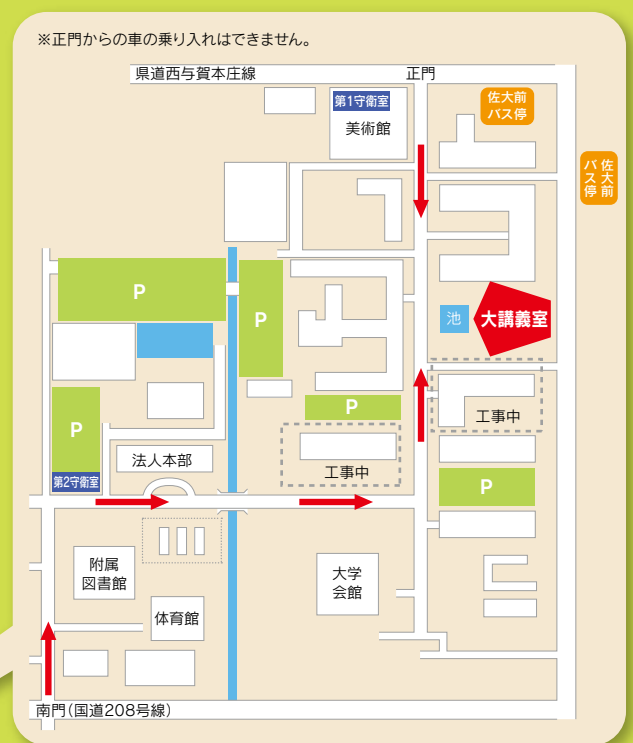 ※正門からの車の乗り入れはできません。
県道西与賀本庄線
正門
第1守衛室
美術館
佐大前
バス停
佐大前
バス停
P
P
池
大講義室
P
P
工事中
法人本部
工事中
P
第2守衛室
附属
図書館
大学
会館
体育館
南門(国道208号線)